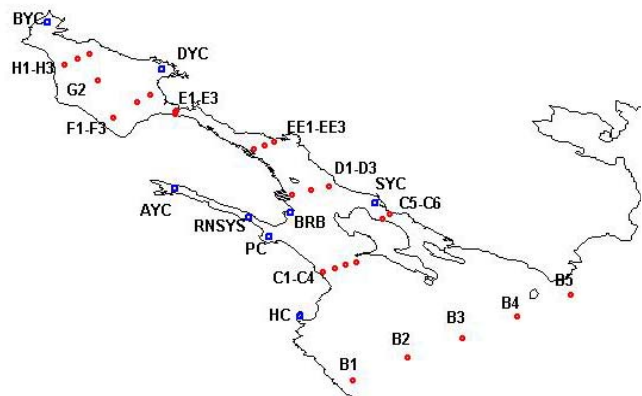 BYC
DYC
H1-H3
G2
E1-E3
F1-F3
EE1-EE3
D1-D3
SYC
C5-C6
AYC
RNSYS
BRB
PC
C1-C4
B5
B4
HC
B3
B2
B1